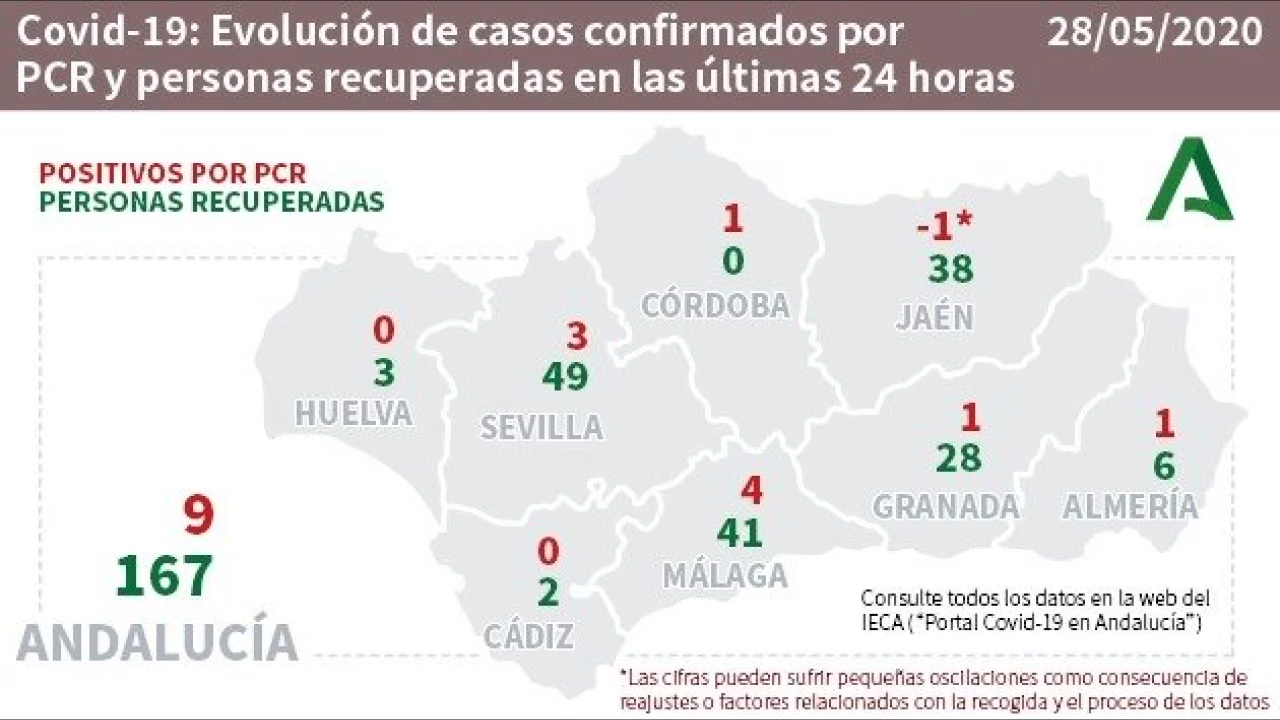 Covid-19: Evolución de casos confirmados por
PCR y personas recuperadas en las últimas 24 horas
28/05/2020
POSITIVOS POR PCR
PERSONAS RECUPERADAS
1
0
CÓRDOBA
-1*
38
JAÉN
0
3
HUELVA
3
49
SEVILLA
1
28
GRANADA
1
6
ALMERÍA
4
41
MÁLAGA
0
2
CÁDIZ
9
167
ANDALUCÍA
Consulte todos los datos en la web del
IECA ("Portal Covid-19 en Andalucía")
*Las cifras pueden sufrir pequeñas oscilaciones como consecuencia de
reajustes o factores relacionados con la recogida y el proceso de los datos